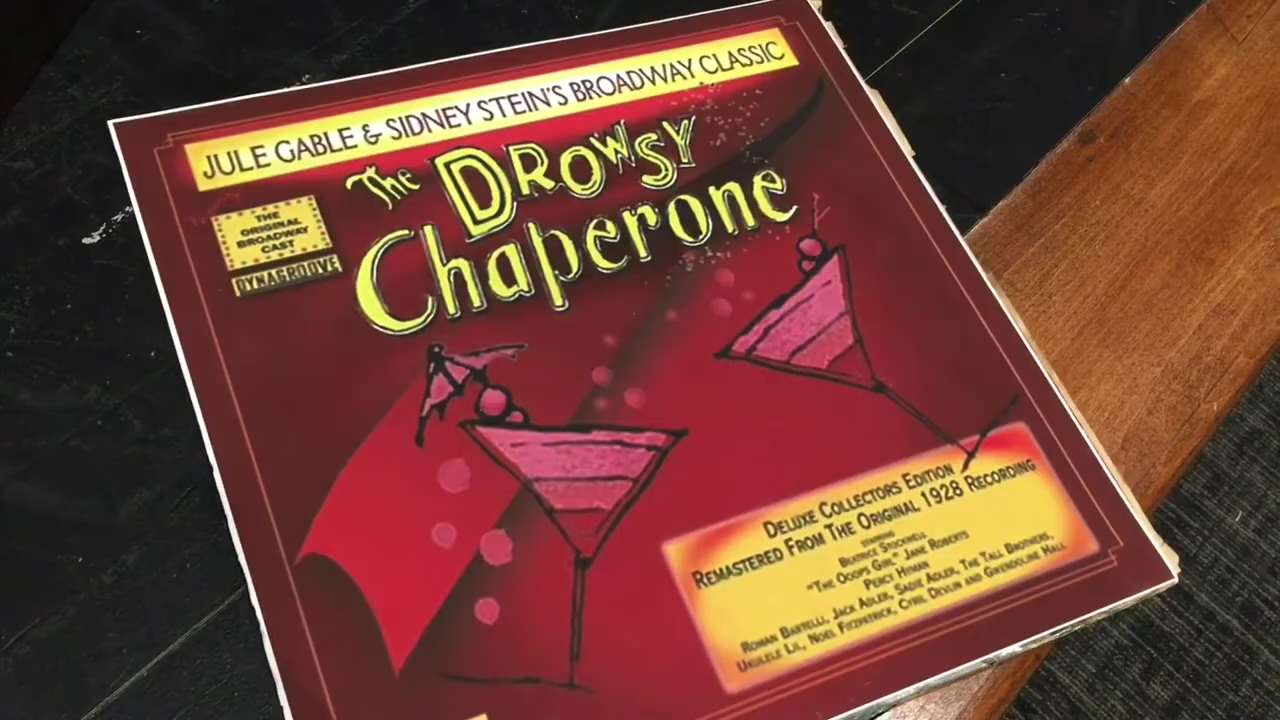 JULE GABLE & SIDNEY STEIN'S BROADWAY CLASSIC
The DROWSY
Chaperone
THE
ORIGINAL
BROADWAY
CAST
DYNAGROOVE
DELUXE COLLECTORS EDITION
REMASTERED FROM THE ORIGINAL 1928 RECORDING
STARRING
BEATRICE STOCKWELL
"THE OOOPS GIRL" JANE ROBERTS
PERCY HYMAN
ROMAN BARTELLI, JACK ADLER, SADIE ADLER, THE TALL BROTHERS,
UKULELE LIL, NOEL FITZPATRICK, CYRIL DEVLIN AND GWENDOLINE HALL